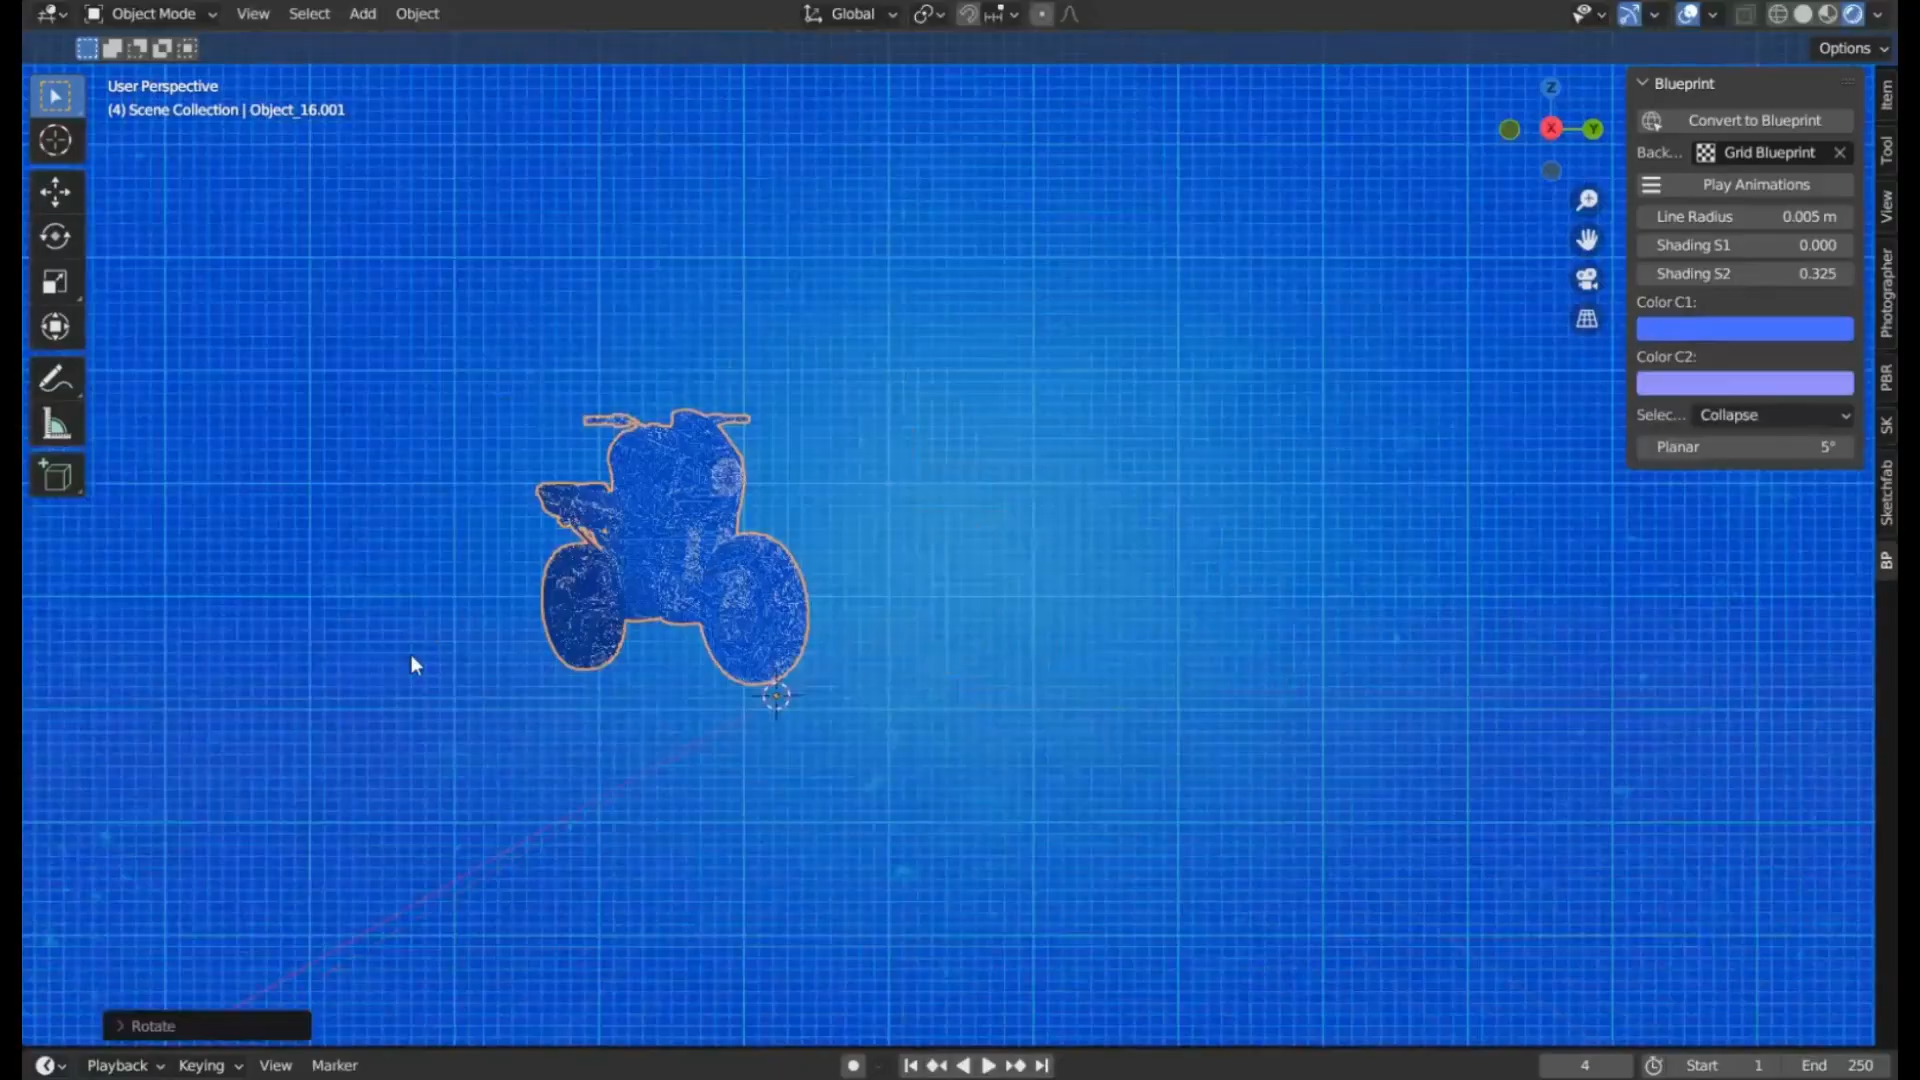 Object Mode View Select Add Object Global
Options
User Perspective
(4) Scene Collection | Object_16.001
Z
X
Y
Blueprint
Convert to Blueprint
Back... Grid Blueprint
Play Animations
Line Radius 0.005 m
Shading S1 0.000
Shading S2 0.325
Color C1:
Color C2:
Selec... Collapse
Planar 5°
Item
Tool
View
Photographer
PBR
SK
Sketchfab
BP
Rotate
Playback Keying View Marker 4 Start 1 End 250